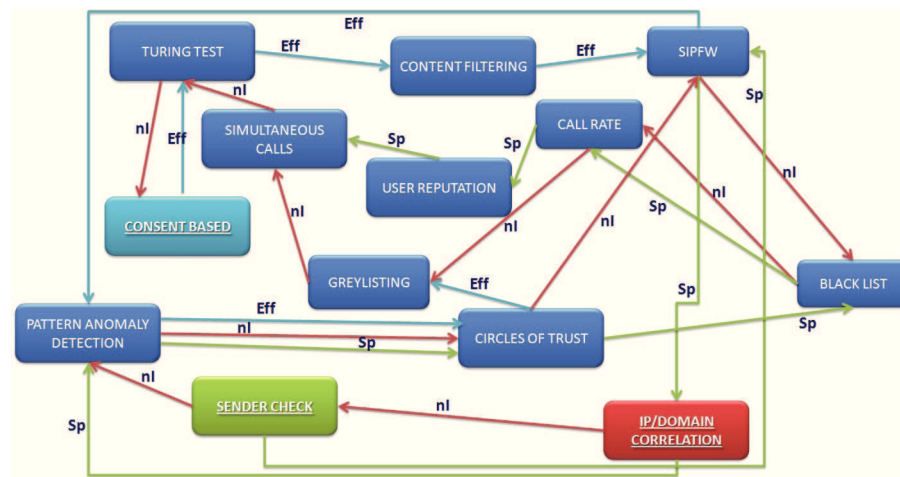 Eff
TURING TEST
Eff
CONTENT FILTERING
Eff
SIPFW
Sp
nI
nI
Eff
SIMULTANEOUS
CALLS
Sp
CALL RATE
Sp
USER REPUTATION
nI
nI
Sp
nI
CONSENT BASED
nI
nI
GREYLISTING
Eff
Sp
BLACK LIST
PATTERN ANOMALY
DETECTION
Eff
nI
Sp
CIRCLES OF TRUST
Sp
nI
SENDER CHECK
nI
IP/DOMAIN
CORRELATION
Sp